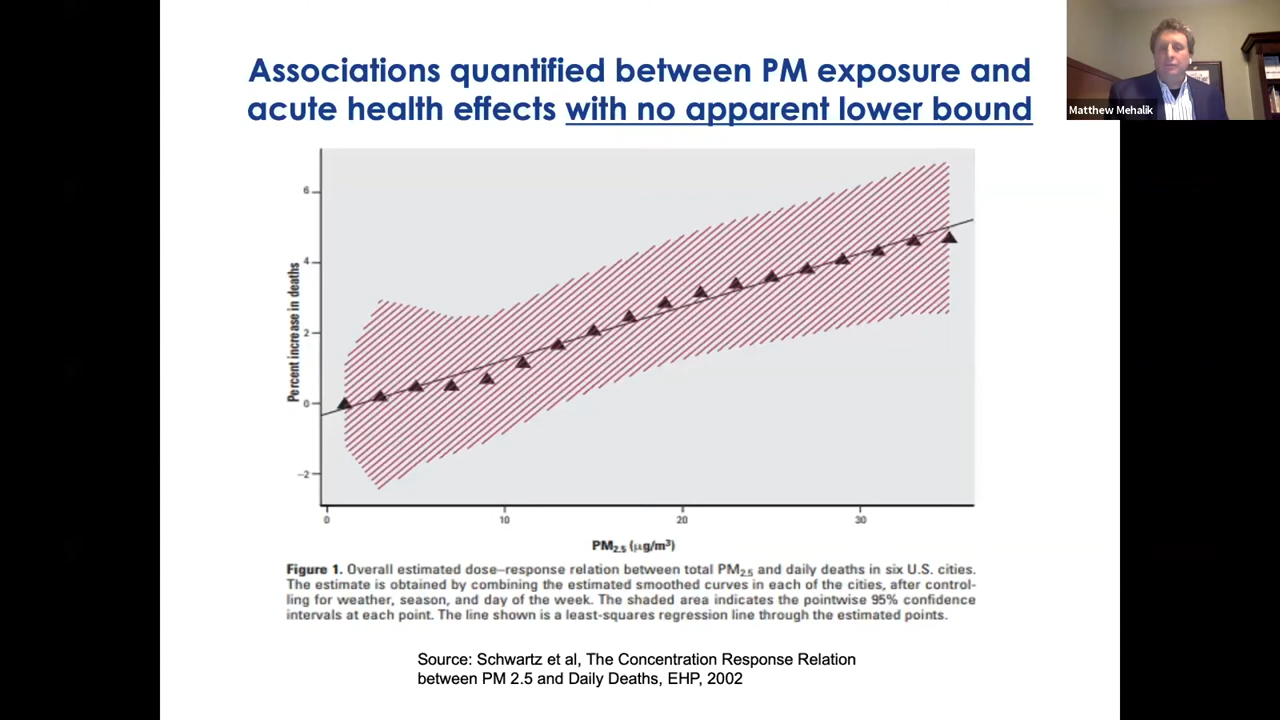 Associations quantified between PM exposure and
acute health effects with no apparent lower bound
Matthew Mehalik
6
4
2
0
−2
Percent increase in deaths
0
10
20
30
PM2.5 (μg/m3)
Figure 1. Overall estimated dose–response relation between total PM2.5 and daily deaths in six U.S. cities.
The estimate is obtained by combining the estimated smoothed curves in each of the cities, after control-
ling for weather, season, and day of the week. The shaded area indicates the pointwise 95% confidence
intervals at each point. The line shown is a least-squares regression line through the estimated points.
Source: Schwartz et al, The Concentration Response Relation
between PM 2.5 and Daily Deaths, EHP, 2002